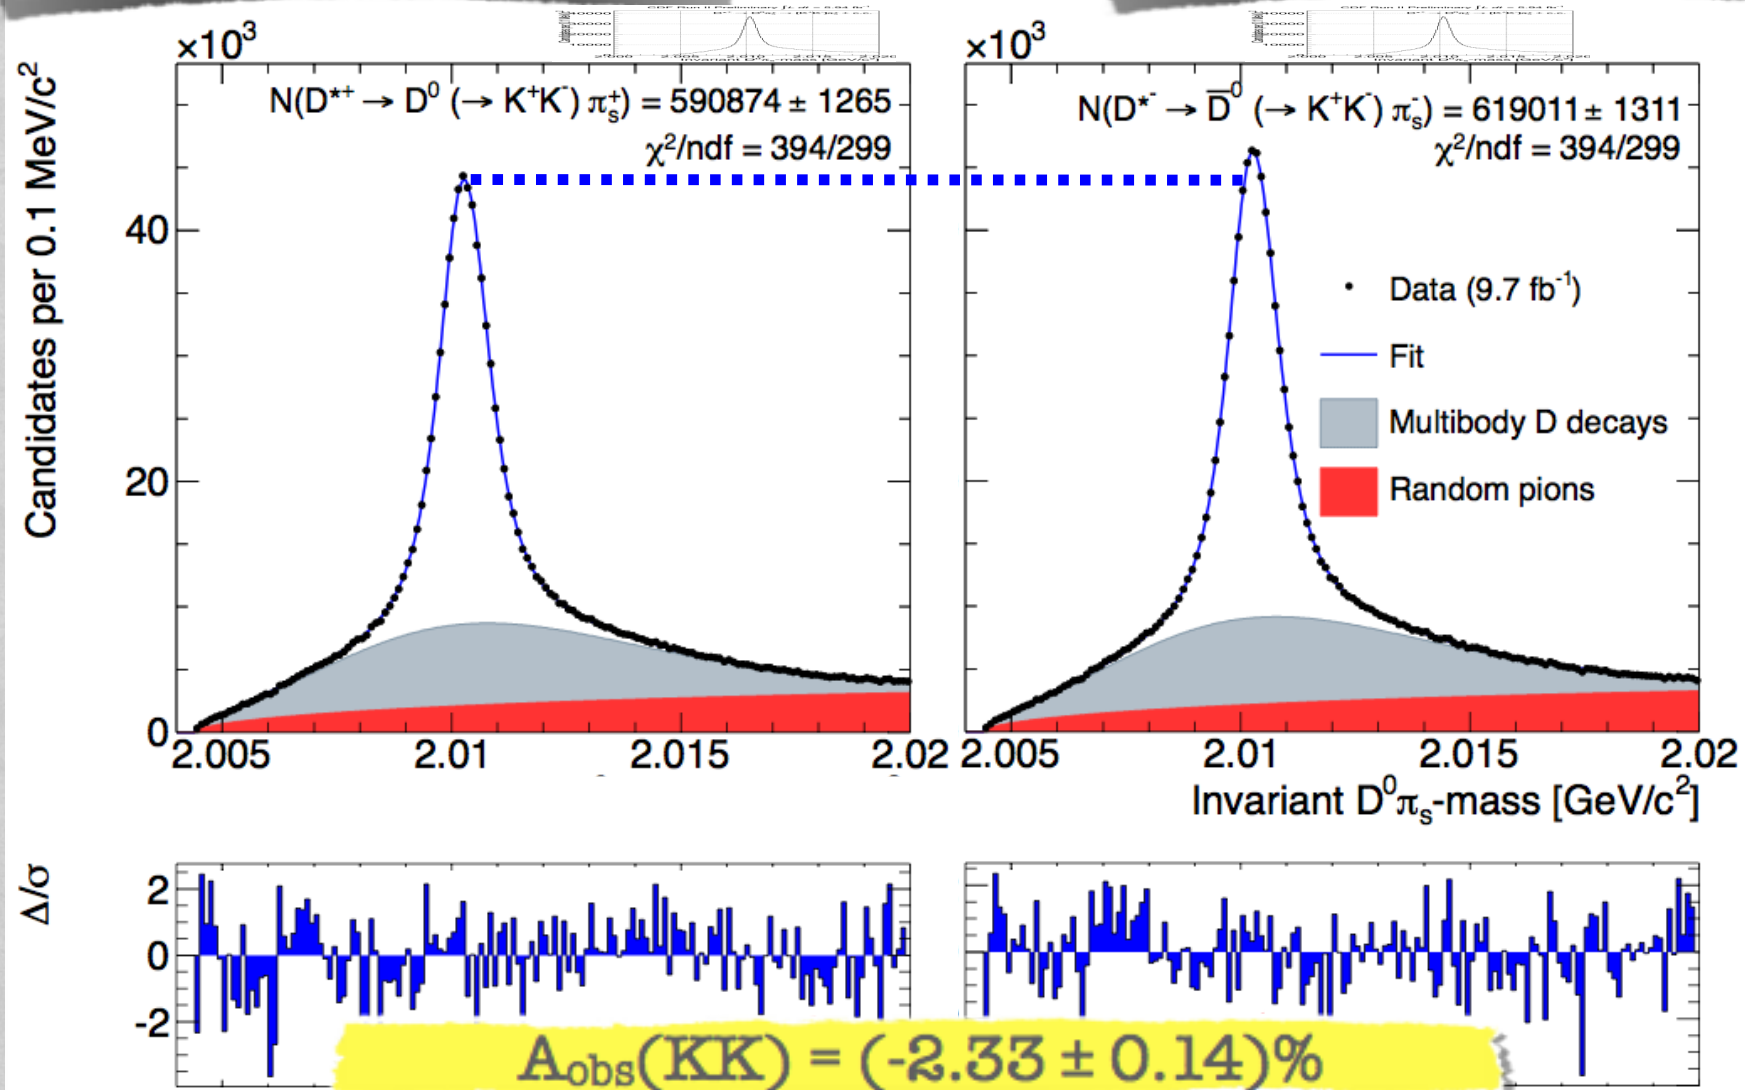 ×10³
N(D*⁺ → D⁰ (→ K⁺K⁻) πₛ⁺) = 590874 ± 1265
χ²/ndf = 394/299
Candidates per 0.1 MeV/c²
40
20
0
2.005
2.01
2.015
2.02
×10³
N(D*⁻ → D̅⁰ (→ K⁺K⁻) πₛ⁻) = 619011 ± 1311
χ²/ndf = 394/299
Data (9.7 fb⁻¹)
Fit
Multibody D decays
Random pions
2.005
2.01
2.015
2.02
Invariant D⁰πₛ-mass [GeV/c²]
Δ/σ
2
0
-2
A_obs(KK) = (-2.33 ± 0.14)%